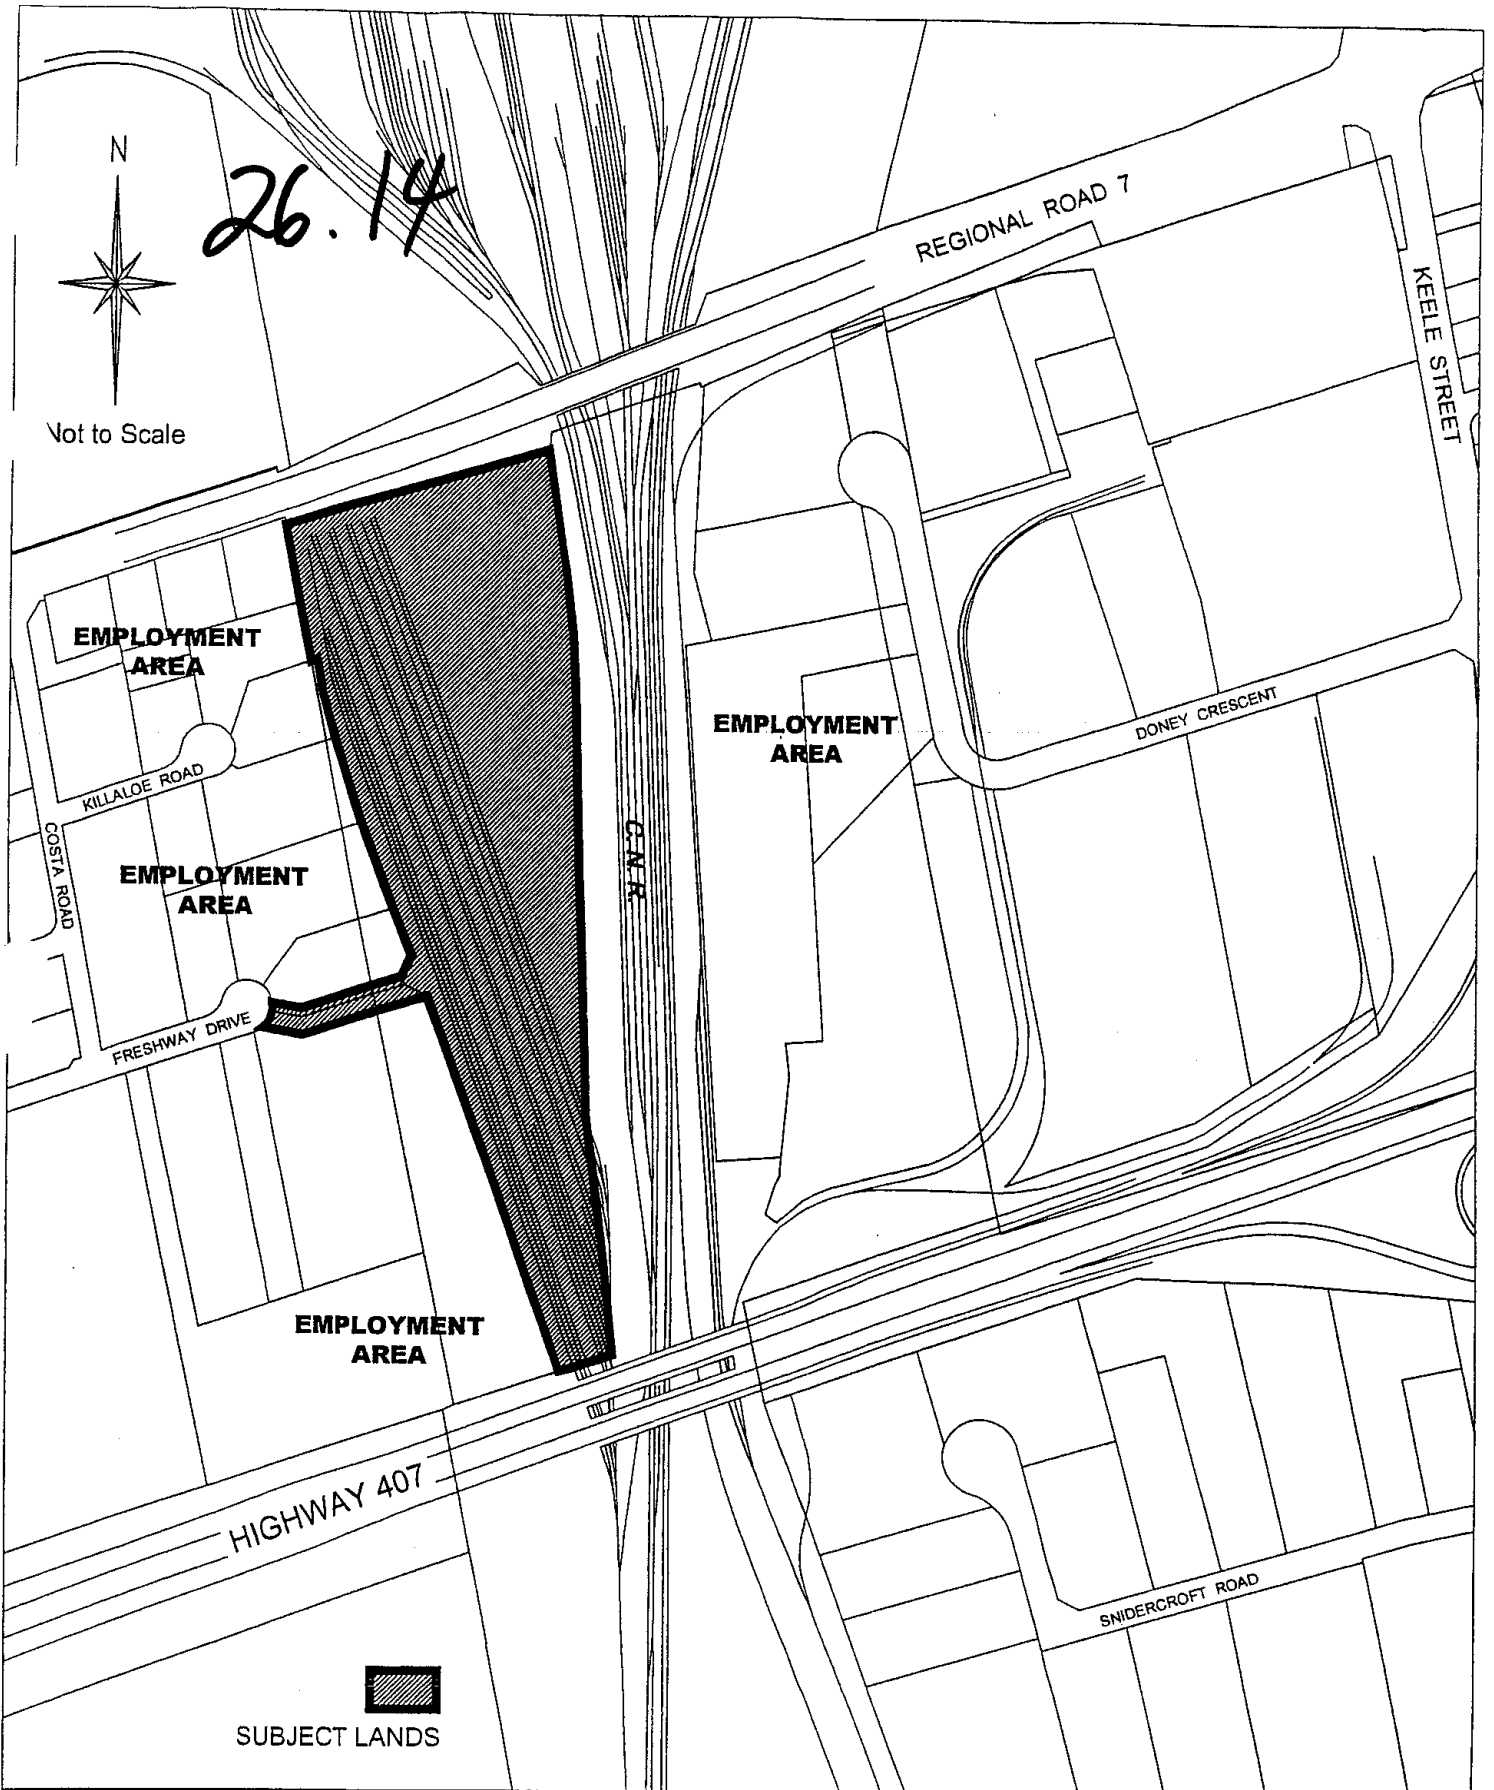 N
26.14
Not to Scale
REGIONAL ROAD 7
KEELE STREET
EMPLOYMENT
AREA
EMPLOYMENT
AREA
DONEY CRESCENT
KILLALOE ROAD
COSTA ROAD
C.N.R.
EMPLOYMENT
AREA
FRESHWAY DRIVE
EMPLOYMENT
AREA
HIGHWAY 407
SNIDERCROFT ROAD
SUBJECT LANDS